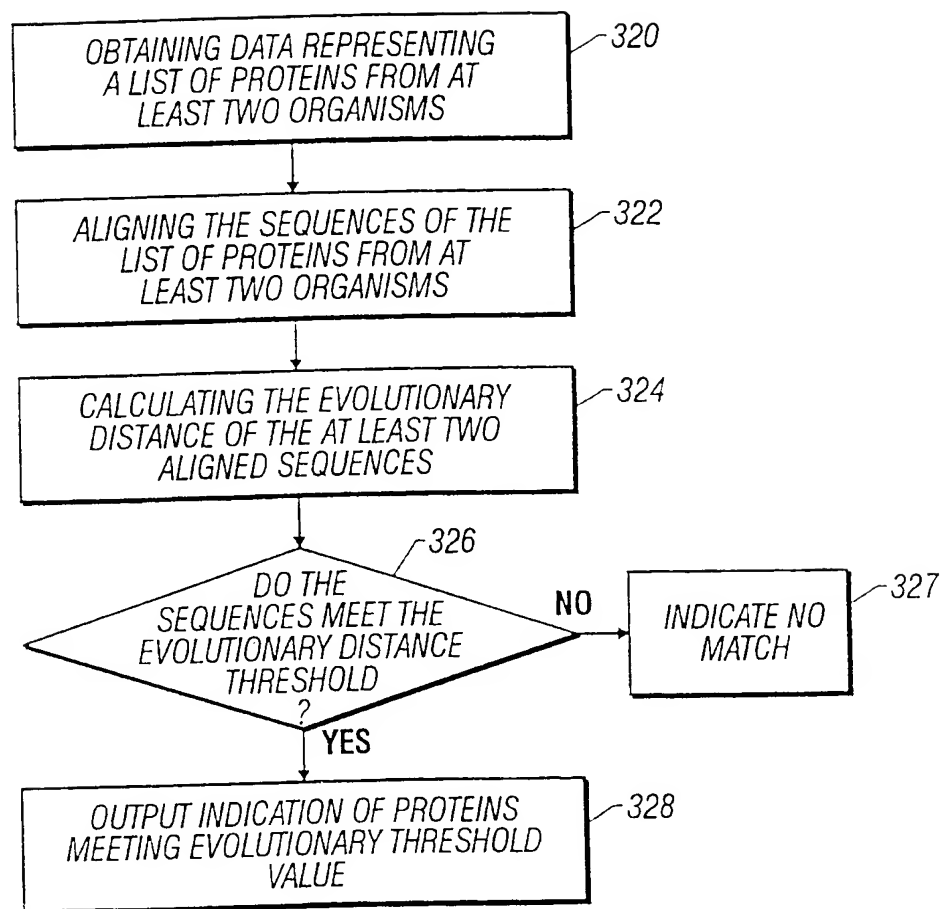 OBTAINING DATA REPRESENTING
A LIST OF PROTEINS FROM AT
LEAST TWO ORGANISMS
320
ALIGNING THE SEQUENCES OF THE
LIST OF PROTEINS FROM AT
LEAST TWO ORGANISMS
322
CALCULATING THE EVOLUTIONARY
DISTANCE OF THE AT LEAST TWO
ALIGNED SEQUENCES
324
326
DO THE
SEQUENCES MEET THE
EVOLUTIONARY DISTANCE
THRESHOLD
?
NO
INDICATE NO
MATCH
327
YES
OUTPUT INDICATION OF PROTEINS
MEETING EVOLUTIONARY THRESHOLD
VALUE
328